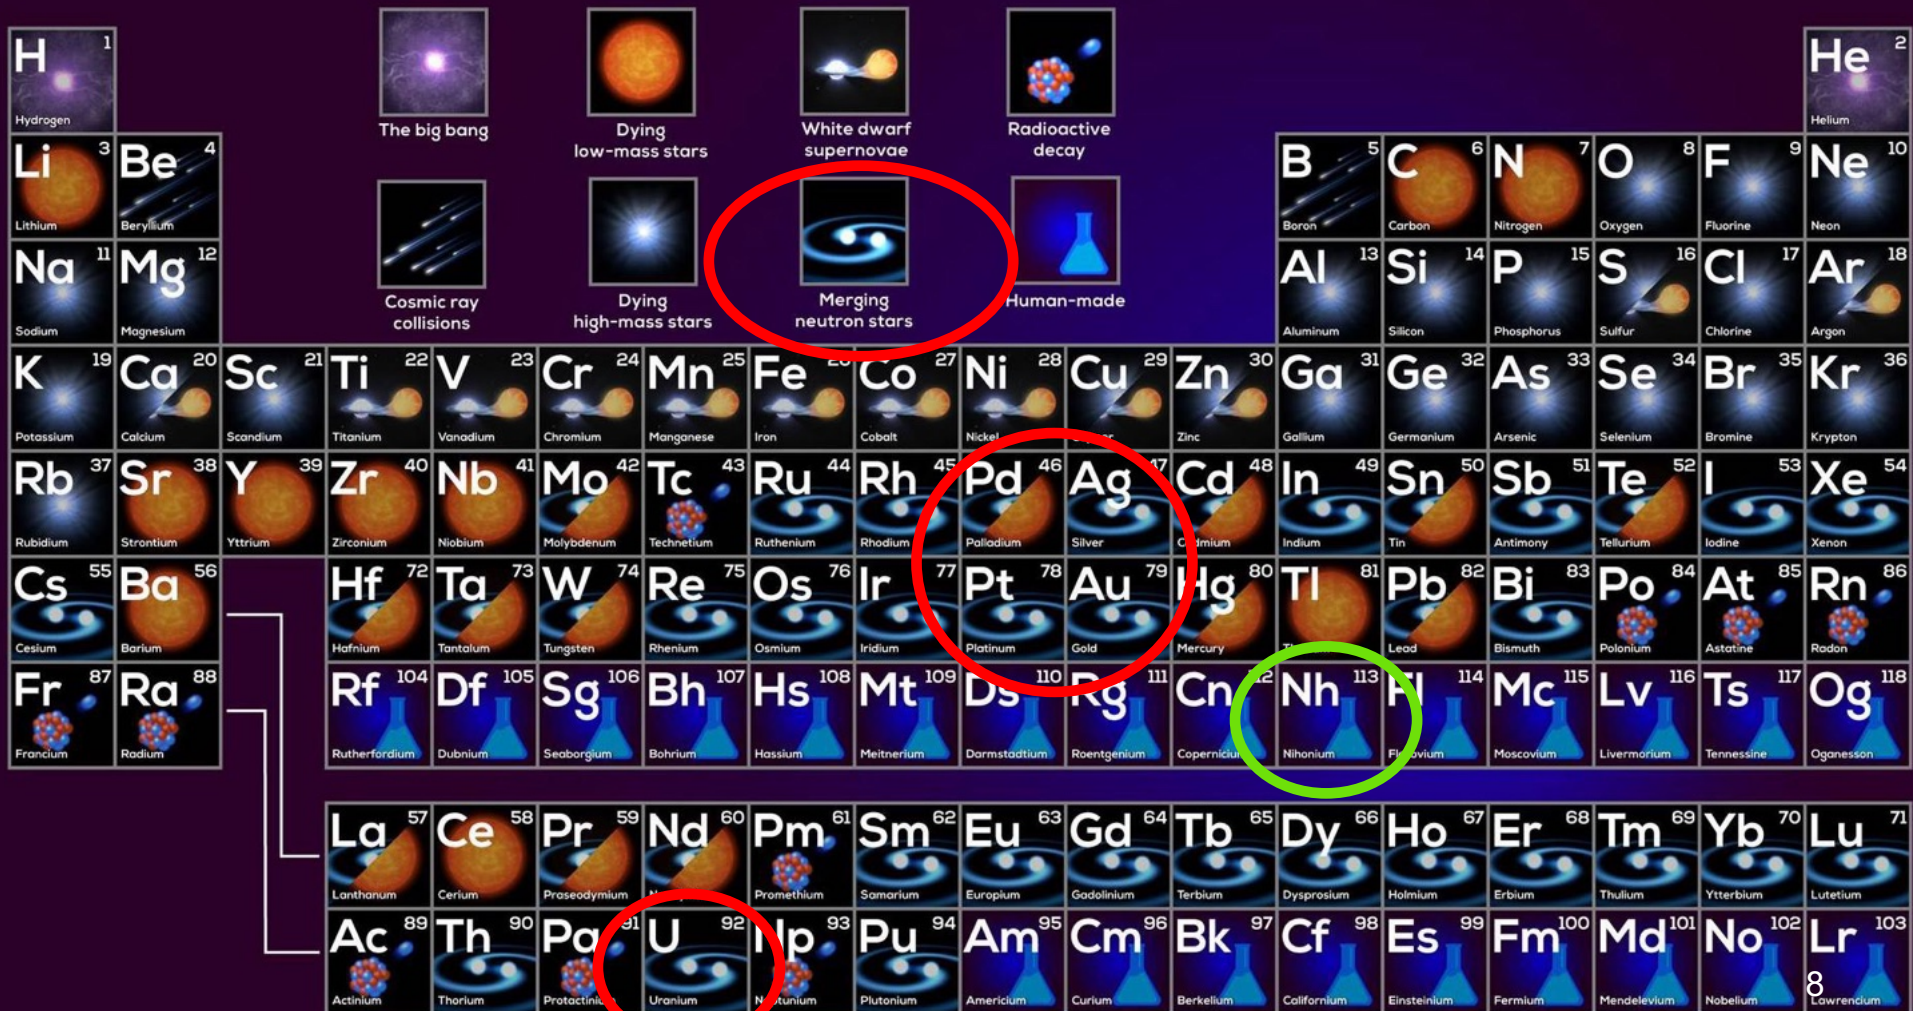 H 1 Hydrogen
The big bang
Dying
low-mass stars
White dwarf
supernovae
Radioactive
decay
He 2 Helium
Li 3 Lithium
Be 4 Beryllium
Cosmic ray
collisions
Dying
high-mass stars
Merging
neutron stars
Human-made
B 5 Boron
C 6 Carbon
N 7 Nitrogen
O 8 Oxygen
F 9 Fluorine
Ne 10 Neon
Na 11 Sodium
Mg 12 Magnesium
Al 13 Aluminum
Si 14 Silicon
P 15 Phosphorus
S 16 Sulfur
Cl 17 Chlorine
Ar 18 Argon
K 19 Potassium
Ca 20 Calcium
Sc 21 Scandium
Ti 22 Titanium
V 23 Vanadium
Cr 24 Chromium
Mn 25 Manganese
Fe 26 Iron
Co 27 Cobalt
Ni 28 Nickel
Cu 29
Zn 30 Zinc
Ga 31 Gallium
Ge 32 Germanium
As 33 Arsenic
Se 34 Selenium
Br 35 Bromine
Kr 36 Krypton
Rb 37 Rubidium
Sr 38 Strontium
Y 39 Yttrium
Zr 40 Zirconium
Nb 41 Niobium
Mo 42 Molybdenum
Tc 43 Technetium
Ru 44 Ruthenium
Rh 45 Rhodium
Pd 46 Palladium
Ag 47 Silver
Cd 48 Cadmium
In 49 Indium
Sn 50 Tin
Sb 51 Antimony
Te 52 Tellurium
I 53 Iodine
Xe 54 Xenon
Cs 55 Cesium
Ba 56 Barium
Hf 72 Hafnium
Ta 73 Tantalum
W 74 Tungsten
Re 75 Rhenium
Os 76 Osmium
Ir 77 Iridium
Pt 78 Platinum
Au 79 Gold
Hg 80 Mercury
Tl 81
Pb 82 Lead
Bi 83 Bismuth
Po 84 Polonium
At 85 Astatine
Rn 86 Radon
Fr 87 Francium
Ra 88 Radium
Rf 104 Rutherfordium
Df 105 Dubnium
Sg 106 Seaborgium
Bh 107 Bohrium
Hs 108 Hassium
Mt 109 Meitnerium
Ds 110 Darmstadtium
Rg 111 Roentgenium
Cn 112 Copernicium
Nh 113 Nihonium
Fl 114 Flerovium
Mc 115 Moscovium
Lv 116 Livermorium
Ts 117 Tennessine
Og 118 Oganesson
La 57 Lanthanum
Ce 58 Cerium
Pr 59 Praseodymium
Nd 60
Pm 61 Promethium
Sm 62 Samarium
Eu 63 Europium
Gd 64 Gadolinium
Tb 65 Terbium
Dy 66 Dysprosium
Ho 67 Holmium
Er 68 Erbium
Tm 69 Thulium
Yb 70 Ytterbium
Lu 71 Lutetium
Ac 89 Actinium
Th 90 Thorium
Pa 91 Protactinium
U 92 Uranium
Np 93 Neptunium
Pu 94 Plutonium
Am 95 Americium
Cm 96 Curium
Bk 97 Berkelium
Cf 98 Californium
Es 99 Einsteinium
Fm 100 Fermium
Md 101 Mendelevium
No 102 Nobelium
Lr 103 Lawrencium
8